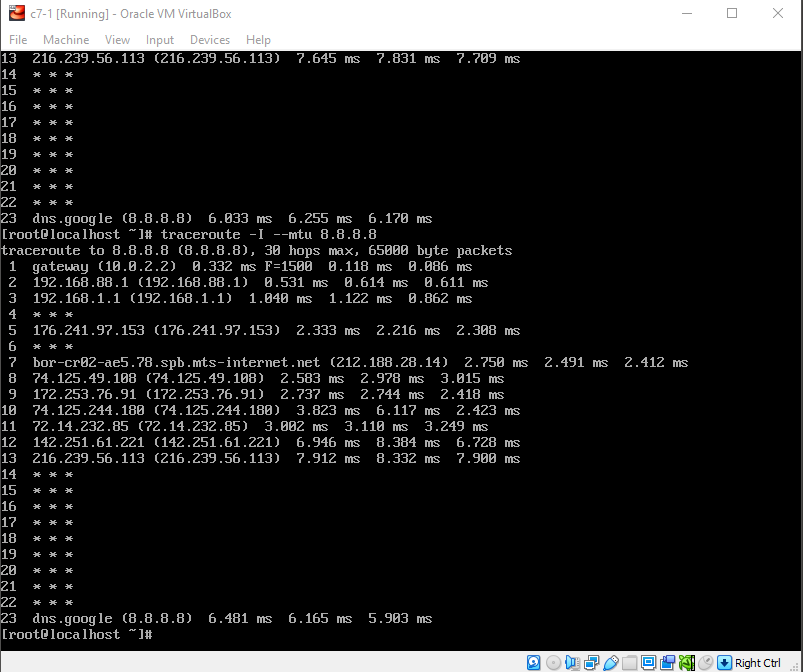 c7-1 [Running] - Oracle VM VirtualBox
File Machine View Input Devices Help
13 216.239.56.113 (216.239.56.113) 7.645 ms 7.831 ms 7.709 ms
14 * * *
15 * * *
16 * * *
17 * * *
18 * * *
19 * * *
20 * * *
21 * * *
22 * * *
23 dns.google (8.8.8.8) 6.033 ms 6.255 ms 6.170 ms
[root@localhost ~]# traceroute -I --mtu 8.8.8.8
traceroute to 8.8.8.8 (8.8.8.8), 30 hops max, 65000 byte packets
1 gateway (10.0.2.2) 0.332 ms F=1500 0.118 ms 0.086 ms
2 192.168.88.1 (192.168.88.1) 0.531 ms 0.614 ms 0.611 ms
3 192.168.1.1 (192.168.1.1) 1.040 ms 1.122 ms 0.862 ms
4 * * *
5 176.241.97.153 (176.241.97.153) 2.333 ms 2.216 ms 2.308 ms
6 * * *
7 bor-cr02-ae5.78.spb.mts-internet.net (212.188.28.14) 2.750 ms 2.491 ms 2.412 ms
8 74.125.49.108 (74.125.49.108) 2.583 ms 2.978 ms 3.015 ms
9 172.253.76.91 (172.253.76.91) 2.737 ms 2.744 ms 2.418 ms
10 74.125.244.180 (74.125.244.180) 3.823 ms 6.117 ms 2.423 ms
11 72.14.232.85 (72.14.232.85) 3.002 ms 3.110 ms 3.249 ms
12 142.251.61.221 (142.251.61.221) 6.946 ms 8.384 ms 6.728 ms
13 216.239.56.113 (216.239.56.113) 7.912 ms 8.332 ms 7.900 ms
14 * * *
15 * * *
16 * * *
17 * * *
18 * * *
19 * * *
20 * * *
21 * * *
22 * * *
23 dns.google (8.8.8.8) 6.481 ms 6.165 ms 5.903 ms
[root@localhost ~]#
Right Ctrl